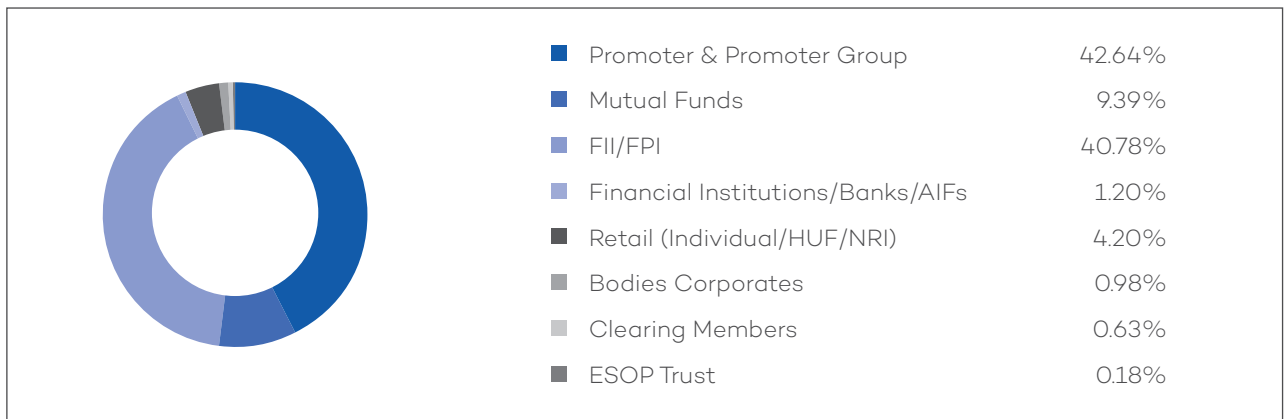 Promoter & Promoter Group 42.64%
Mutual Funds 9.39%
FII/FPI 40.78%
Financial Institutions/Banks/AIFs 1.20%
Retail (Individual/HUF/NRI) 4.20%
Bodies Corporates 0.98%
Clearing Members 0.63%
ESOP Trust 0.18%